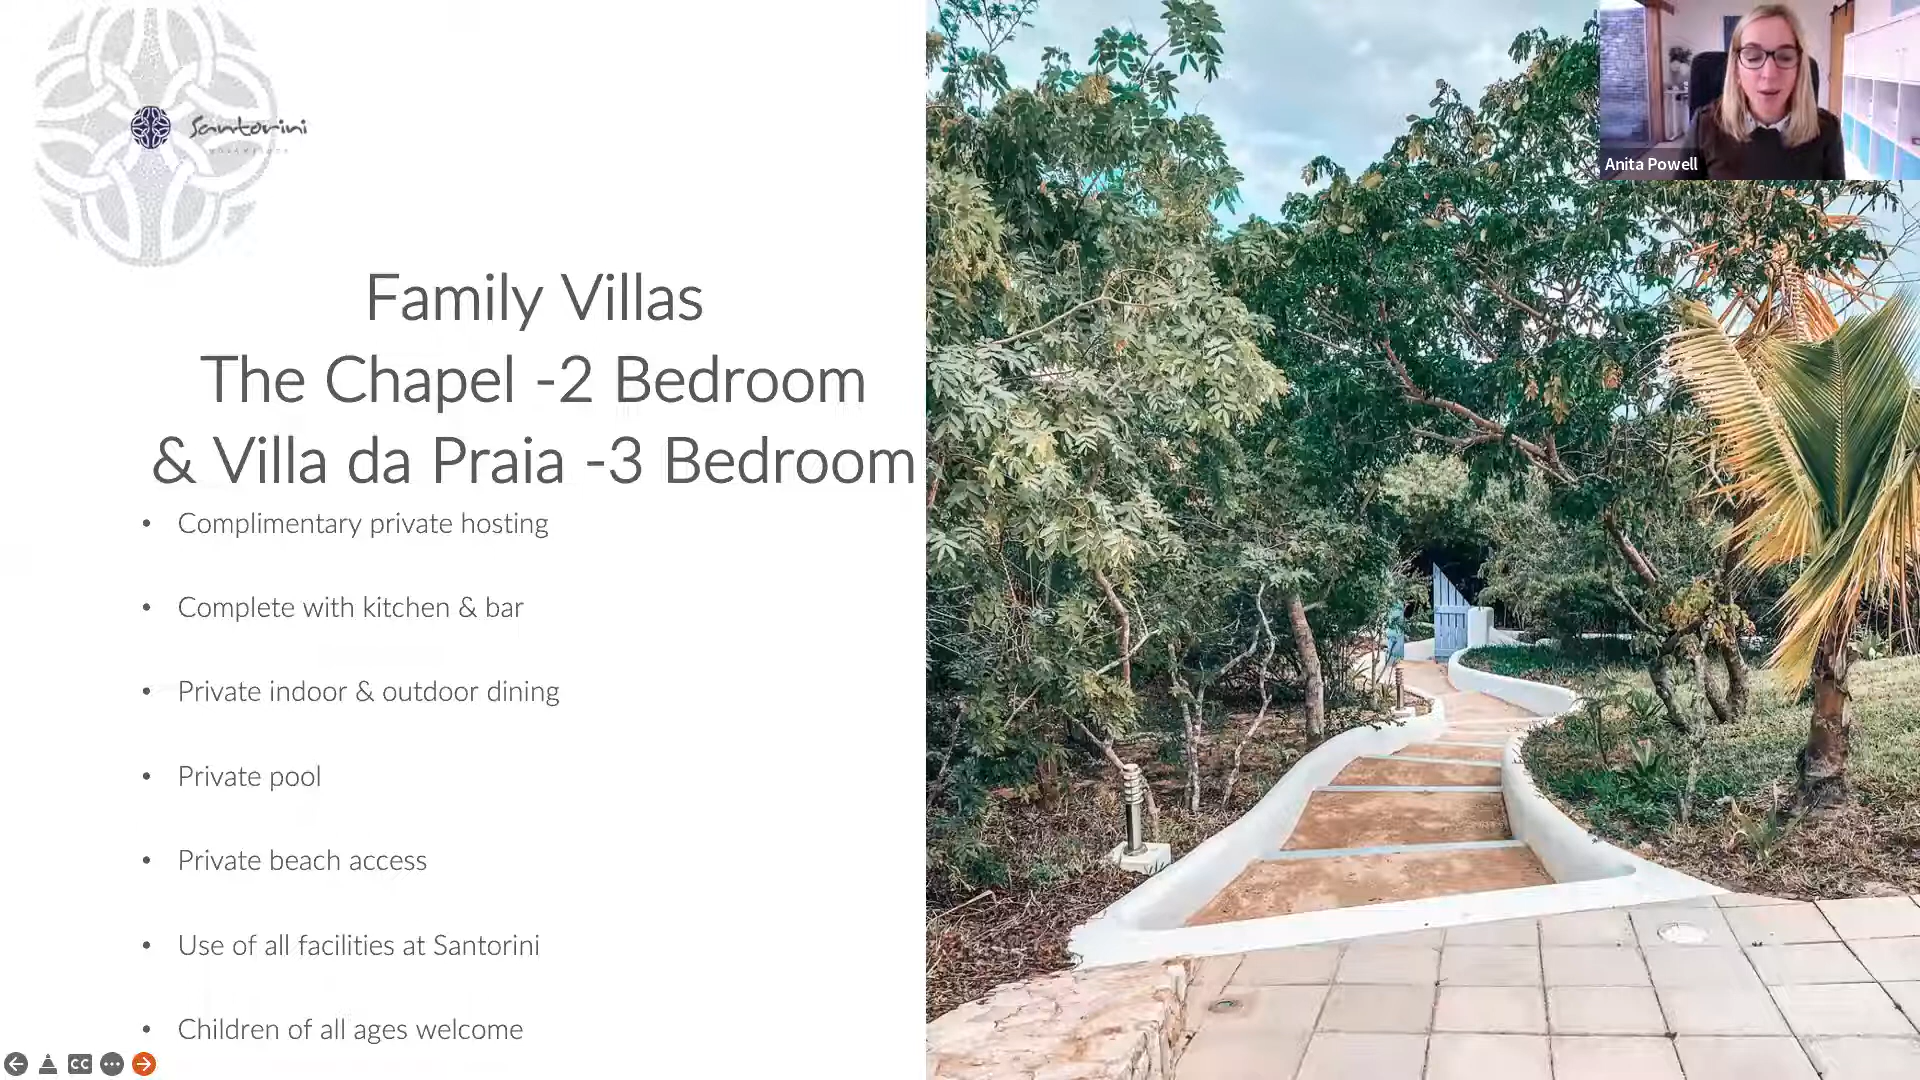 Santorini
Anita Powell
Family Villas
The Chapel -2 Bedroom
& Villa da Praia -3 Bedroom
• Complimentary private hosting
• Complete with kitchen & bar
• Private indoor & outdoor dining
• Private pool
• Private beach access
• Use of all facilities at Santorini
• Children of all ages welcome
CC